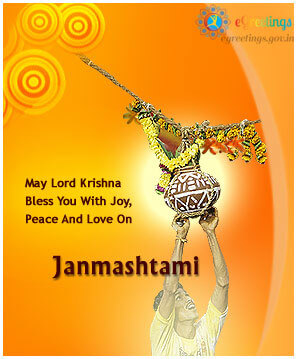 eGreetings
egreetings.gov.in
May Lord Krishna
Bless You With Joy,
Peace And Love On
Janmashtami